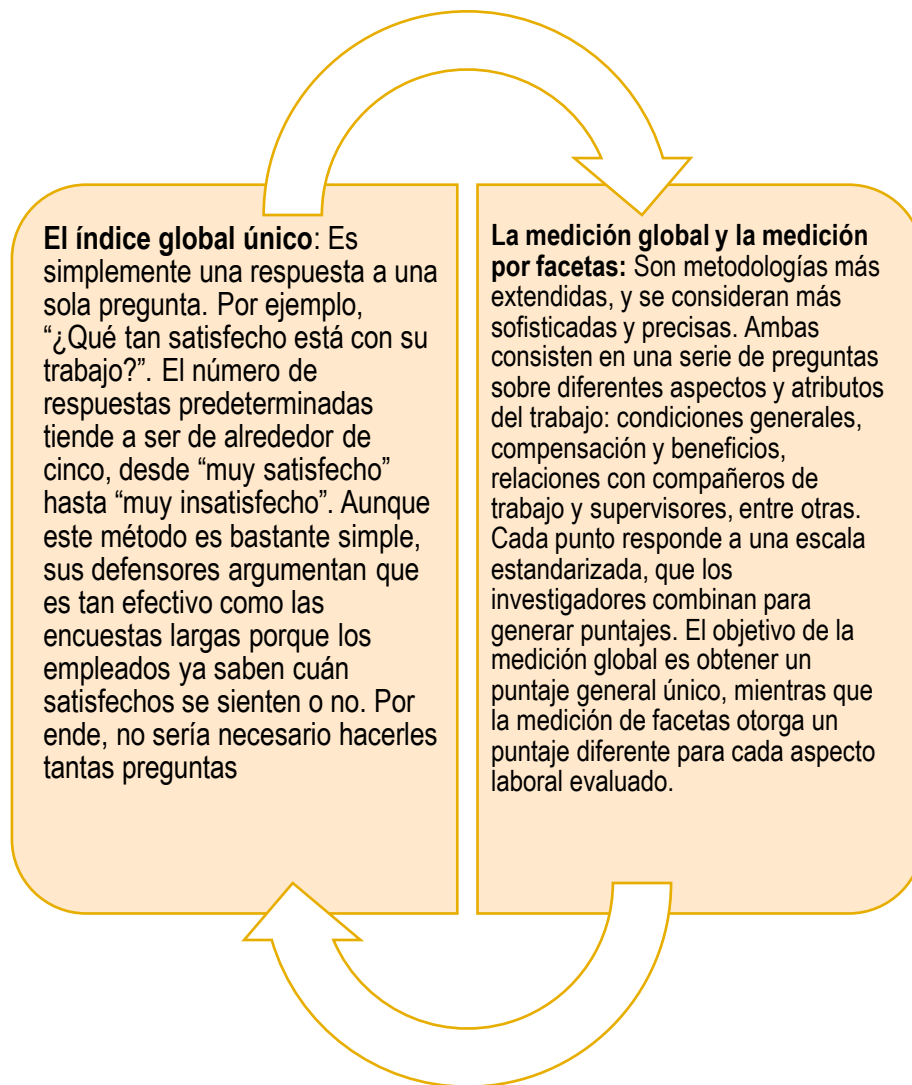 El índice global único: Es
simplemente una respuesta a una
sola pregunta. Por ejemplo,
“¿Qué tan satisfecho está con su
trabajo?”. El número de
respuestas predeterminadas
tiende a ser de alrededor de
cinco, desde “muy satisfecho”
hasta “muy insatisfecho”. Aunque
este método es bastante simple,
sus defensores argumentan que
es tan efectivo como las
encuestas largas porque los
empleados ya saben cuán
satisfechos se sienten o no. Por
ende, no sería necesario hacerles
tantas preguntas
La medición global y la medición
por facetas: Son metodologías más
extendidas, y se consideran más
sofisticadas y precisas. Ambas
consisten en una serie de preguntas
sobre diferentes aspectos y atributos
del trabajo: condiciones generales,
compensación y beneficios,
relaciones con compañeros de
trabajo y supervisores, entre otras.
Cada punto responde a una escala
estandarizada, que los
investigadores combinan para
generar puntajes. El objetivo de la
medición global es obtener un
puntaje general único, mientras que
la medición de facetas otorga un
puntaje diferente para cada aspecto
laboral evaluado.